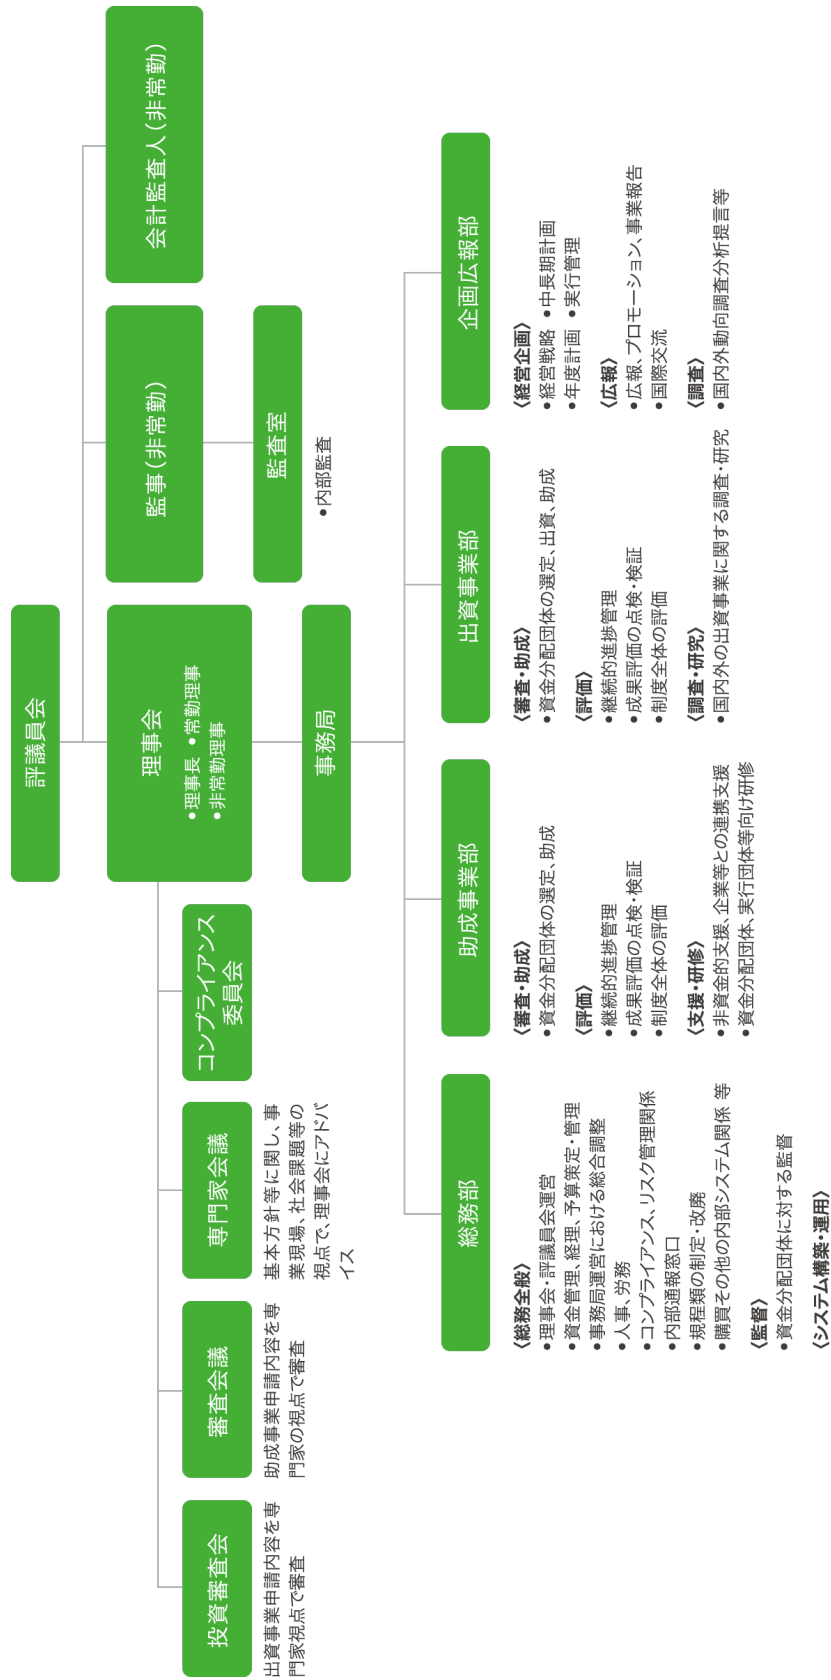 評議員会
会計監査人（非常勤）
監事（非常勤）
監査室
●内部監査
理事会
●理事長 ●常勤理事
●非常勤理事
コンプライアンス
委員会
専門家会議
基本方針等に関し、事
業現場、社会課題等の
視点で、理事会にアドバ
イス
審査会議
助成事業申請内容を専
門家の視点で審査
投資審査会
出資事業申請内容を専
門家視点で審査
事務局
総務部
〈総務全般〉
●理事会・評議員会運営
●資金管理、経理、予算策定・管理
●事務局運営における総合調整
●人事、労務
●コンプライアンス、リスク管理関係
●内部通報窓口
●規程類の制定・改廃
●購買その他の内部システム関係 等
〈監督〉
●資金分配団体に対する監督
〈システム構築・運用〉
助成事業部
〈審査・助成〉
●資金分配団体の選定、助成
〈評価〉
●継続的進捗管理
●成果評価の点検・検証
●制度全体の評価
〈支援・研修〉
●非資金的支援、企業等との連携支援
●資金分配団体、実行団体等向け研修
出資事業部
〈審査・助成〉
●資金分配団体の選定、出資、助成
〈評価〉
●継続的進捗管理
●成果評価の点検・検証
●制度全体の評価
〈調査・研究〉
●国内外の出資事業に関する調査・研究
企画広報部
〈経営企画〉
●経営戦略 ●中長期計画
●年度計画 ●実行管理
〈広報〉
●広報、プロモーション、事業報告
●国際交流
〈調査〉
●国内外動向調査分析提言等